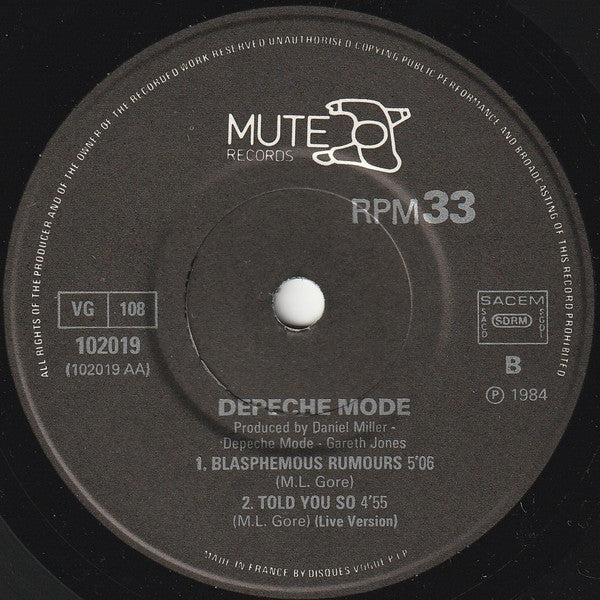 ALL RIGHTS OF THE PRODUCER AND OF THE OWNER OF THE RECORDED WORK RESERVED UNAUTHORISED COPYING PUBLIC PERFORMANCE AND BROADCASTING OF THIS RECORD PROHIBITED
MUTE
RECORDS
RPM 33
VG 108
102019
(102019 AA)
SACEM
SACD SDRM SGDL
B
℗ 1984
DEPECHE MODE
Produced by Daniel Miller -
Depeche Mode - Gareth Jones
1. BLASPHEMOUS RUMOURS 5'06
(M.L. Gore)
2. TOLD YOU SO 4'55
(M.L. Gore) (Live Version)
MADE IN FRANCE BY DISQUES VOGUE P.I.P